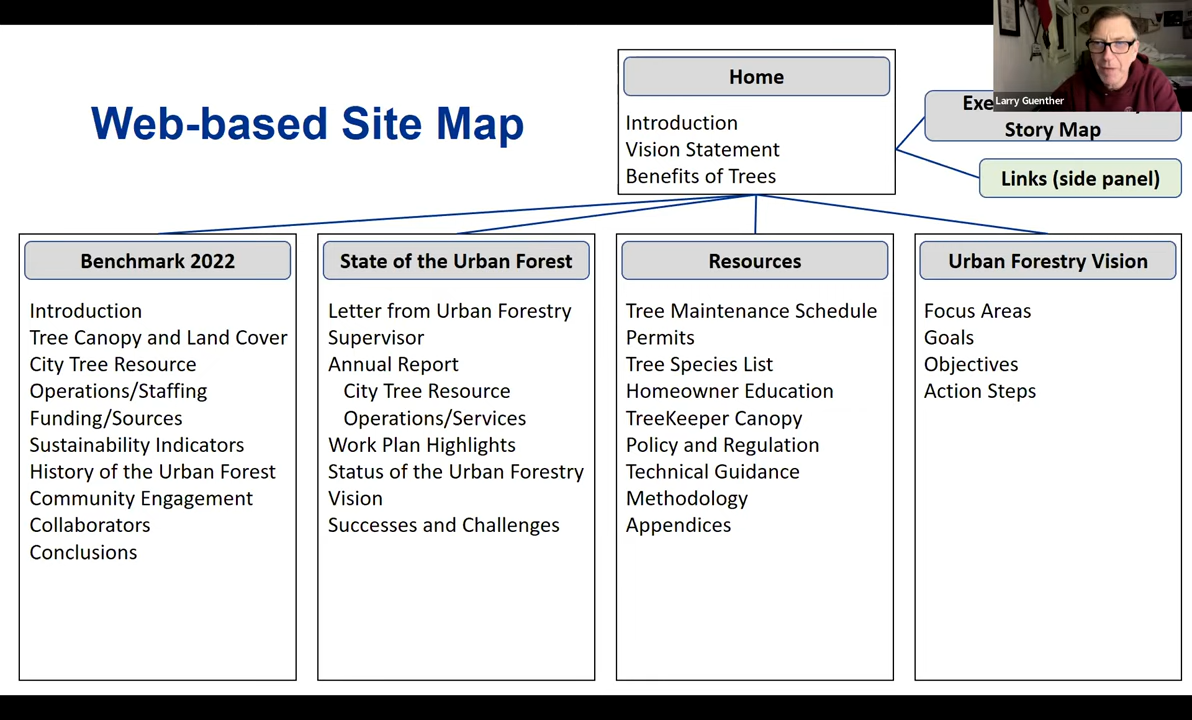 Web-based Site Map
Home
Introduction
Vision Statement
Benefits of Trees
Larry Guenther
Story Map
Links (side panel)
Benchmark 2022
Introduction
Tree Canopy and Land Cover
City Tree Resource
Operations/Staffing
Funding/Sources
Sustainability Indicators
History of the Urban Forest
Community Engagement
Collaborators
Conclusions
State of the Urban Forest
Letter from Urban Forestry
Supervisor
Annual Report
City Tree Resource
Operations/Services
Work Plan Highlights
Status of the Urban Forestry
Vision
Successes and Challenges
Resources
Tree Maintenance Schedule
Permits
Tree Species List
Homeowner Education
TreeKeeper Canopy
Policy and Regulation
Technical Guidance
Methodology
Appendices
Urban Forestry Vision
Focus Areas
Goals
Objectives
Action Steps